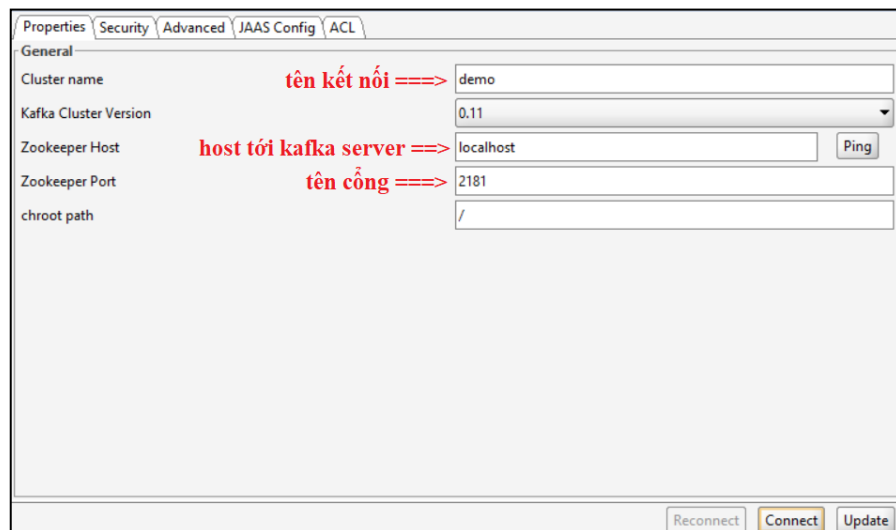 Properties Security Advanced JAAS Config ACL
General
Cluster name tên kết nối ===> demo
Kafka Cluster Version 0.11
Zookeeper Host host tới kafka server ==> localhost Ping
Zookeeper Port tên cổng ===> 2181
chroot path /
Reconnect Connect Update